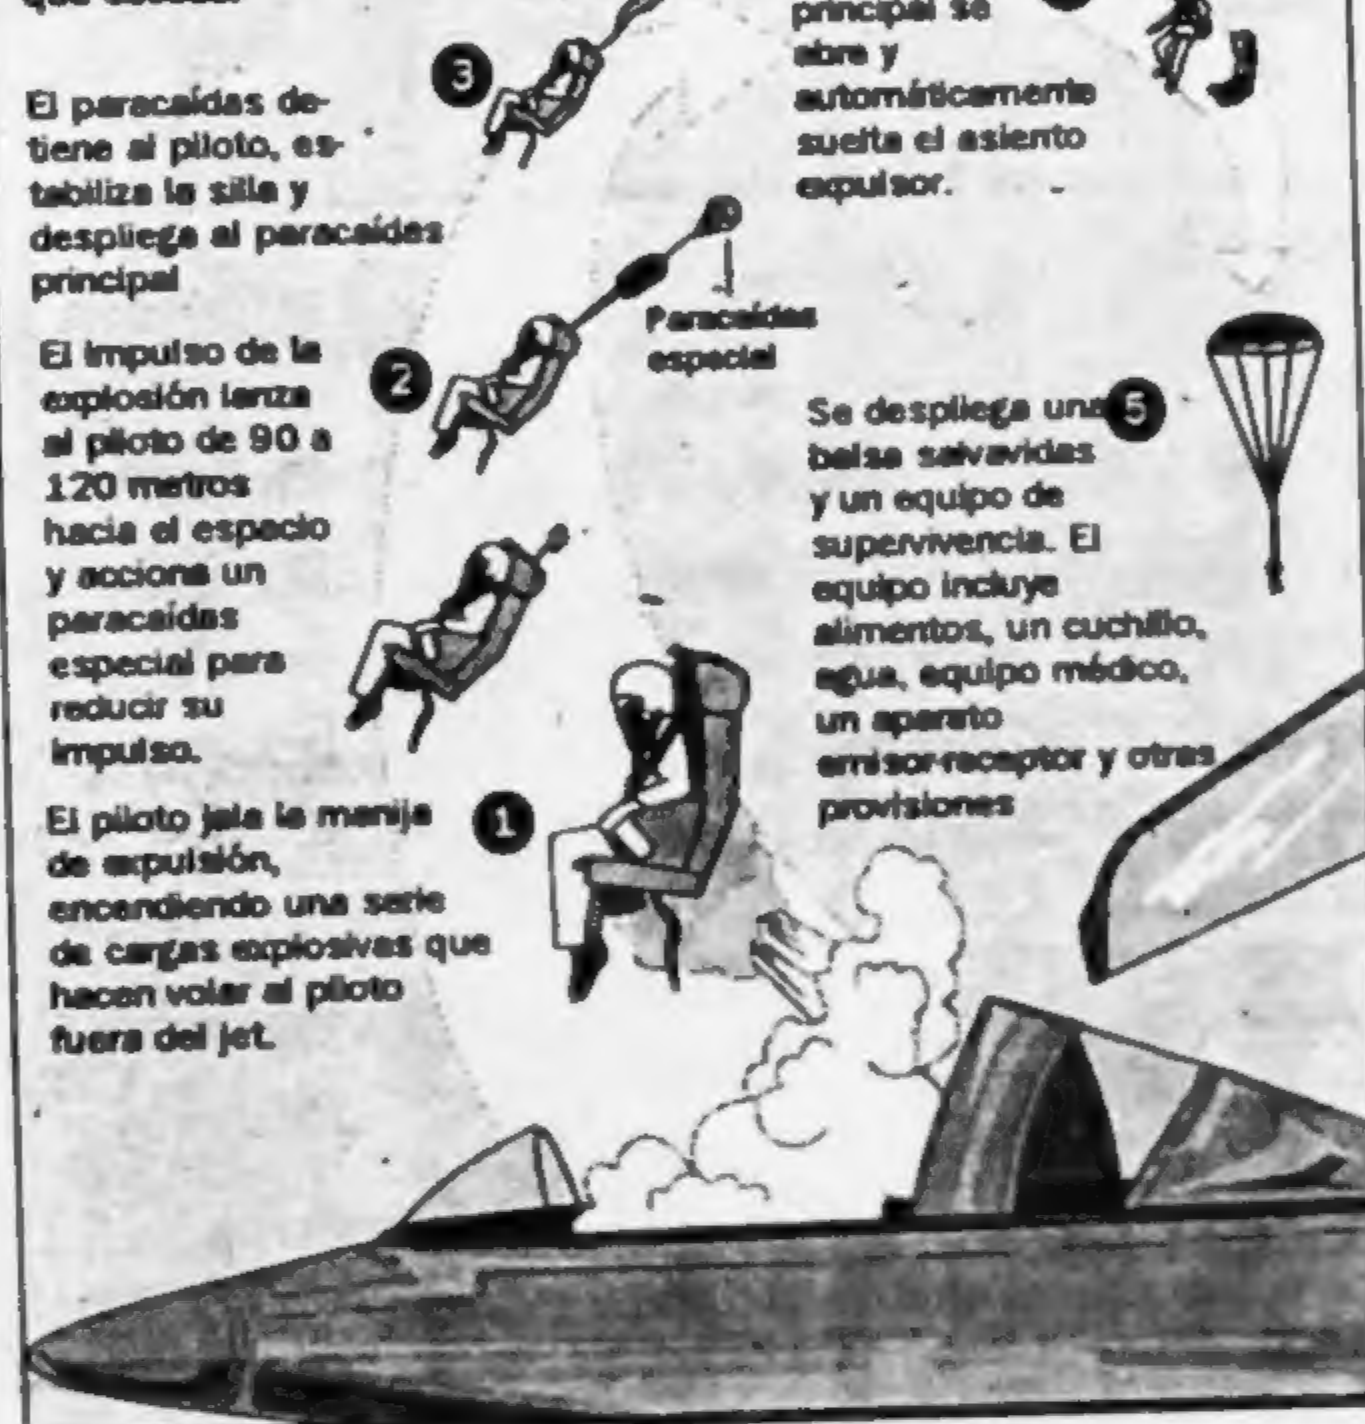 3
El paracaídas de-
tiene al piloto, es-
tabiliza la silla y
despliega al paracaídas
principal
2
El impulso de la
explosión lanza
al piloto de 90 a
120 metros
hacia el espacio
y acciona un
paracaídas
especial para
reducir su
impulso.
1
El piloto jala la manija
de expulsión,
encendiendo una serie
de cargas explosivas que
hacen volar al piloto
fuera del jet.
Paracaídas
especial
principal se
abre y
automáticamente
suelta el asiento
expulsor.
5
Se despliega una
balsa salvavidas
y un equipo de
supervivencia. El
equipo incluye
alimentos, un cuchillo,
agua, equipo médico,
un aparato
emisor-receptor y otras
provisiones